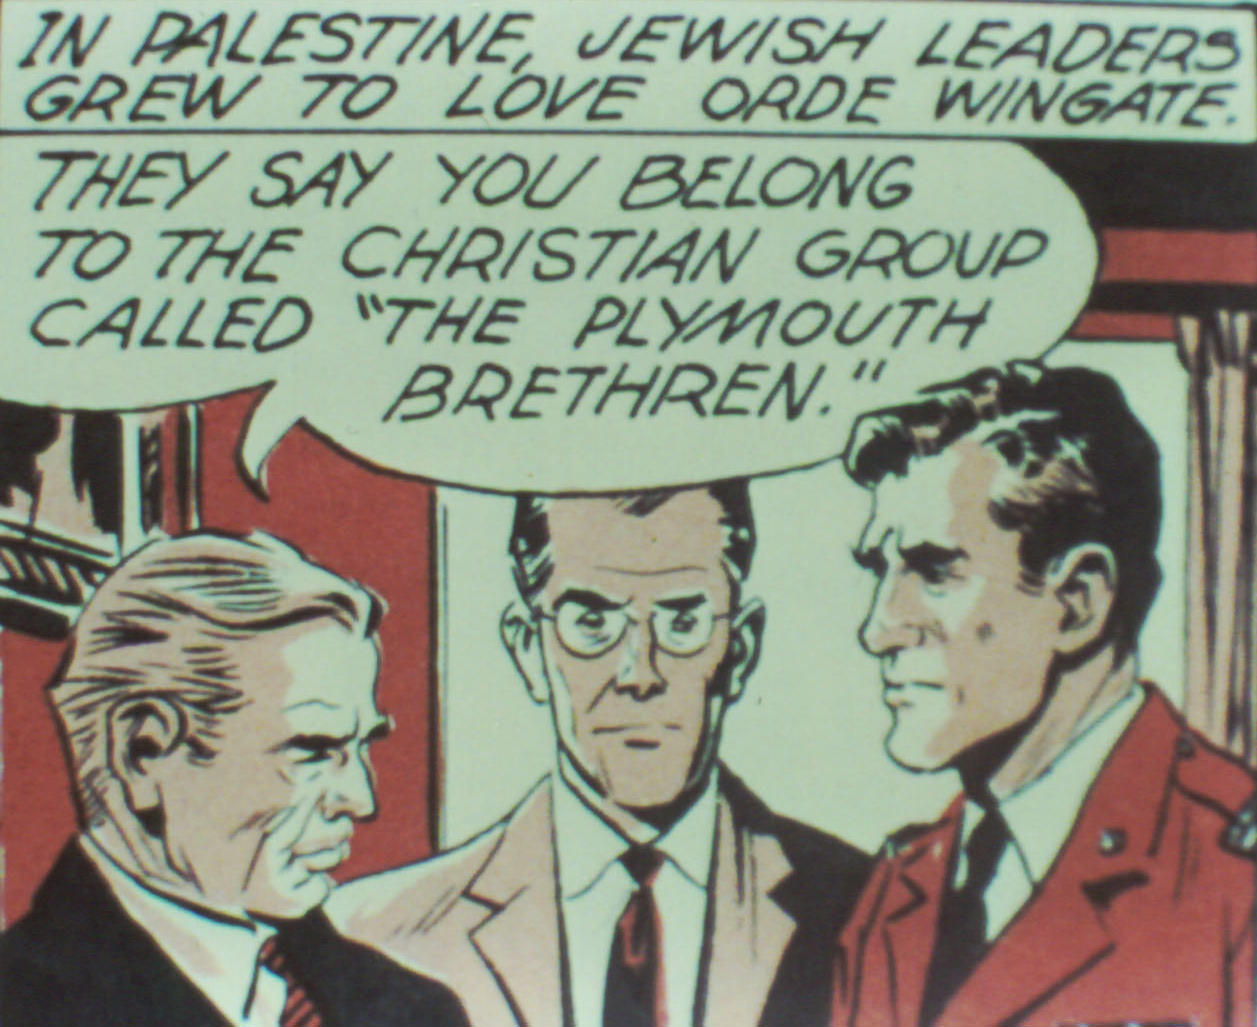 IN PALESTINE, JEWISH LEADERS
GREW TO LOVE ORDE WINGATE.
THEY SAY YOU BELONG
TO THE CHRISTIAN GROUP
CALLED "THE PLYMOUTH
BRETHREN."